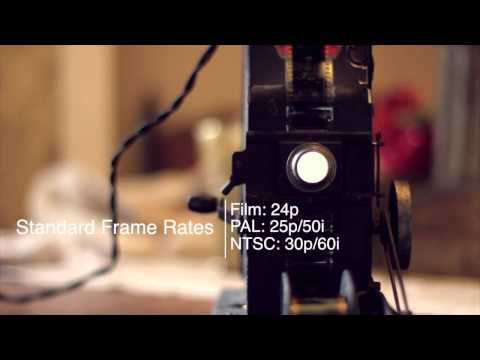 Standard Frame Rates
Film: 24p
PAL: 25p/50i
NTSC: 30p/60i